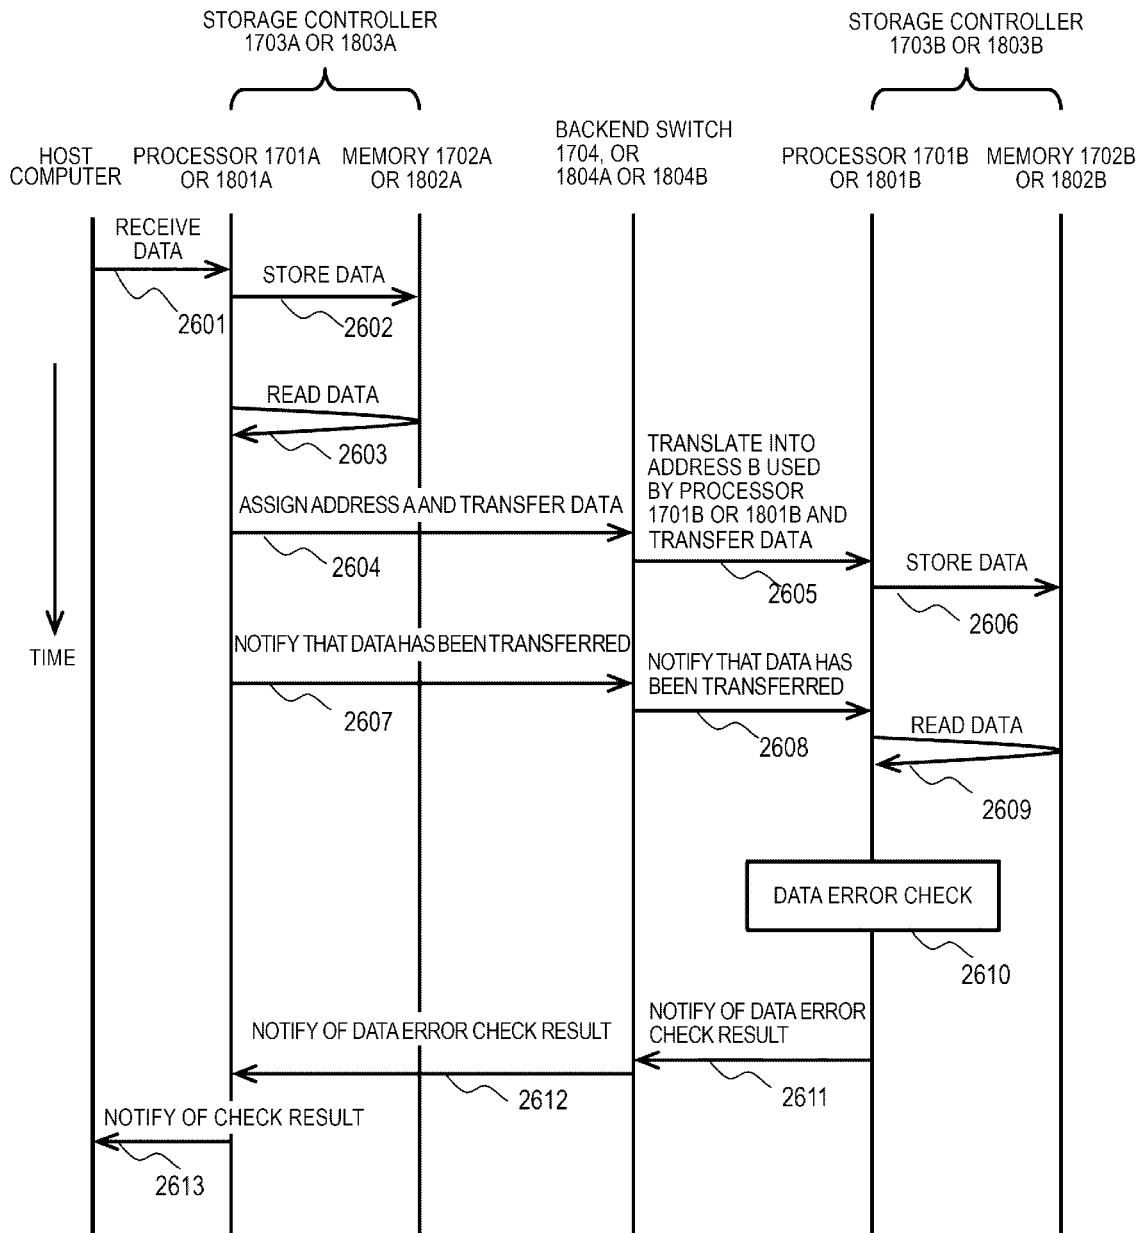 STORAGE CONTROLLER
1703A OR 1803A
STORAGE CONTROLLER
1703B OR 1803B
HOST
COMPUTER
PROCESSOR 1701A
OR 1801A
MEMORY 1702A
OR 1802A
BACKEND SWITCH
1704, OR
1804A OR 1804B
PROCESSOR 1701B
OR 1801B
MEMORY 1702B
OR 1802B
RECEIVE
DATA
2601
STORE DATA
2602
READ DATA
2603
ASSIGN ADDRESS A AND TRANSFER DATA
2604
TRANSLATE INTO
ADDRESS B USED
BY PROCESSOR
1701B OR 1801B AND
TRANSFER DATA
2605
STORE DATA
2606
TIME
NOTIFY THAT DATA HAS BEEN TRANSFERRED
2607
NOTIFY THAT DATA HAS
BEEN TRANSFERRED
2608
READ DATA
2609
DATA ERROR CHECK
2610
NOTIFY OF DATA ERROR
CHECK RESULT
2611
NOTIFY OF DATA ERROR CHECK RESULT
2612
NOTIFY OF CHECK RESULT
2613